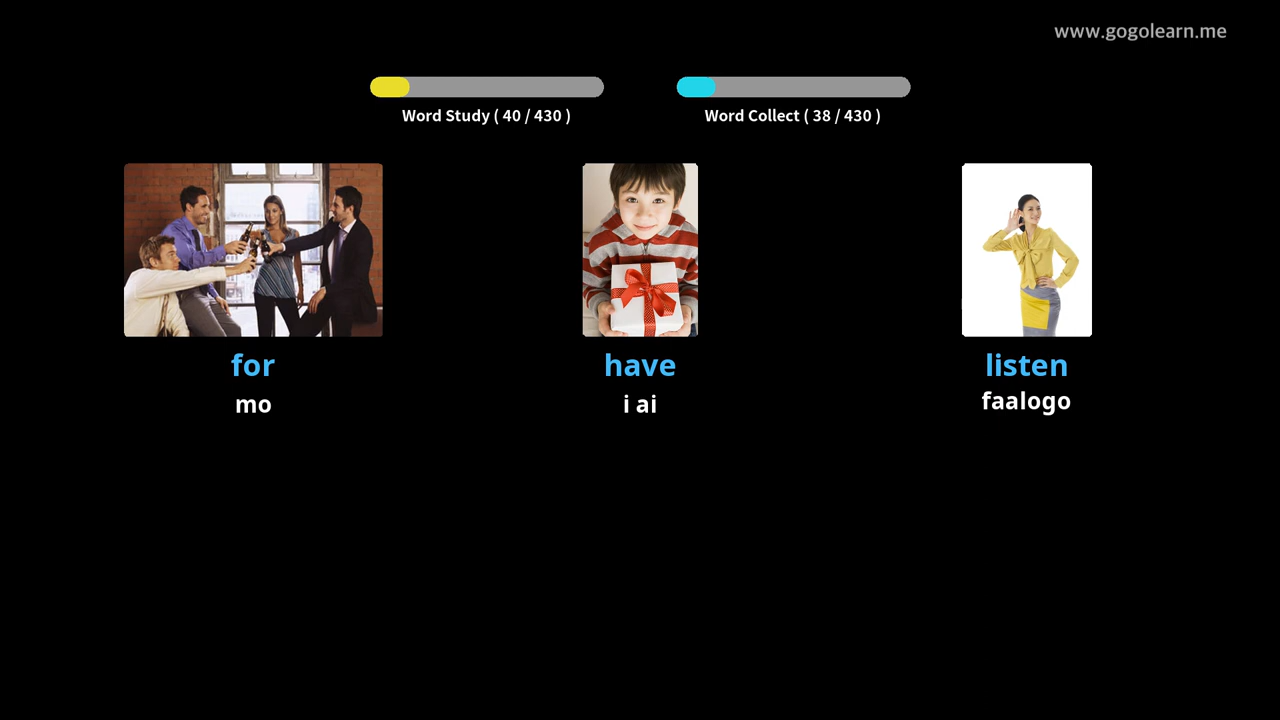 www.gogolearn.me
Word Study ( 40 / 430 )
Word Collect ( 38 / 430 )
for
have
listen
mo
i ai
faalogo